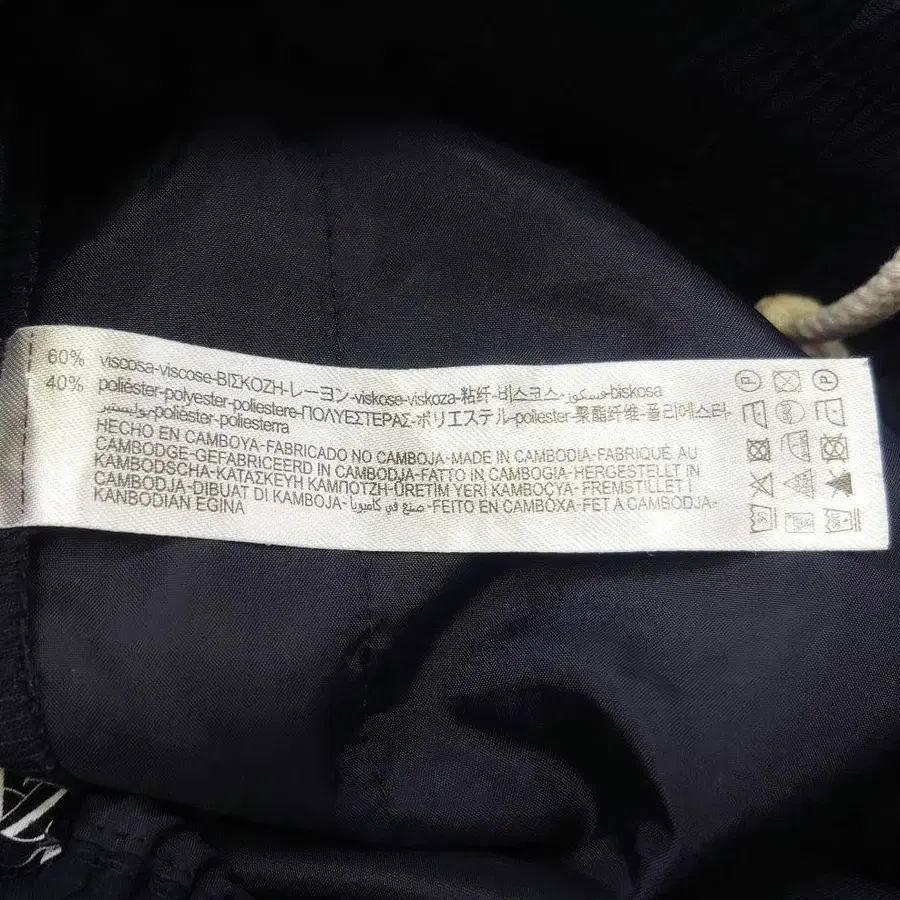 60% viscosa-viscose-ΒΙΣΚΟΖΗ-レーヨン-viskose-viskoza-粘纤-비스코스-فسكوز-biskosa
40% poliéster-polyester-poliestere-ΠΟΛΥΕΣΤΕΡΑΣ-ポリエステル-poliester-聚酯纤维-폴리에스터-
بوليستير-polièster-poliesterra
HECHO EN CAMBOYA-FABRICADO NO CAMBOJA-MADE IN CAMBODIA-FABRIQUÉ AU
CAMBODGE-GEFABRICEERD IN CAMBODJA-FATTO IN CAMBOGIA-HERGESTELLT IN
KAMBODSCHA-ΚΑΤΑΣΚΕΥΗ ΚΑΜΠΟΤΖΗ-ÜRETİM YERİ KAMBOÇYA-FREMSTILLET I
CAMBODJA-DIBUAT DI KAMBOJA-صنع في كامبوديا-FEITO EN CAMBOXA-FET A CAMBODJA-
KANBODIAN EGINA
P P